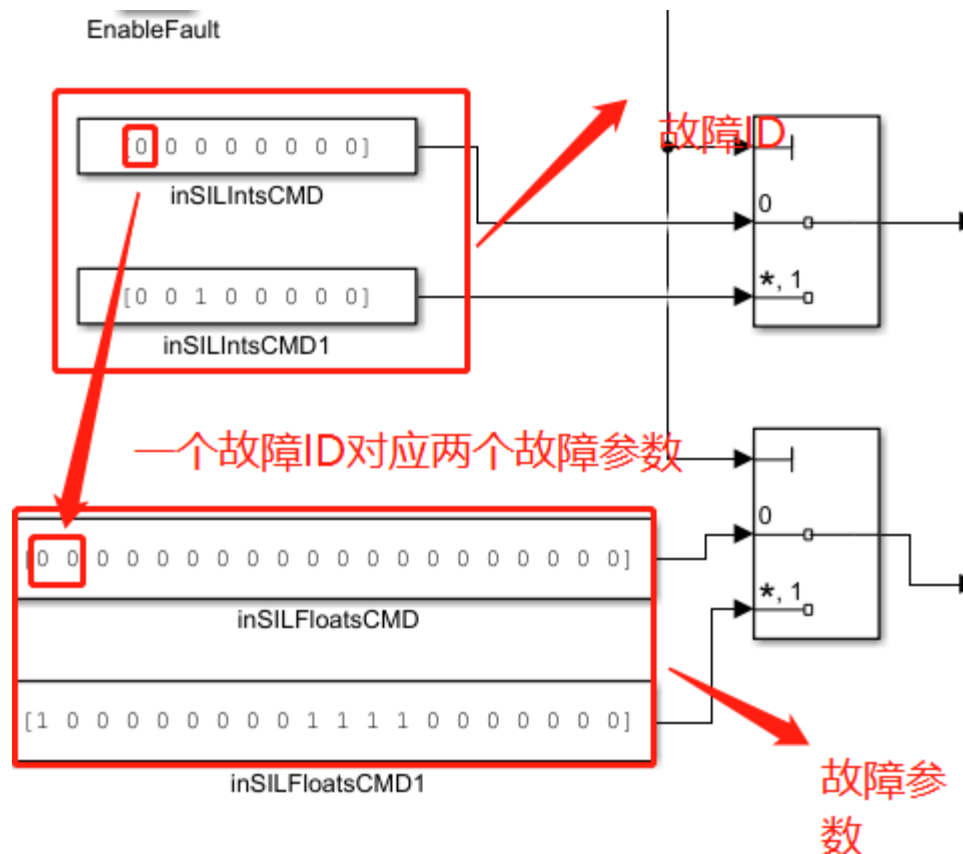 EnableFault
[0 0 0 0 0 0 0 0]
inSILIntsCMD
故障ID
0
[0 0 1 0 0 0 0 0]
*, 1
inSILIntsCMD1
一个故障ID对应两个故障参数
[0 0 0 0 0 0 0 0 0 0 0 0 0 0 0 0 0 0 0 0]
0
inSILFloatsCMD
*, 1
[1 0 0 0 0 0 0 0 0 1 1 1 1 0 0 0 0 0 0 0]
inSILFloatsCMD1
故障参
数